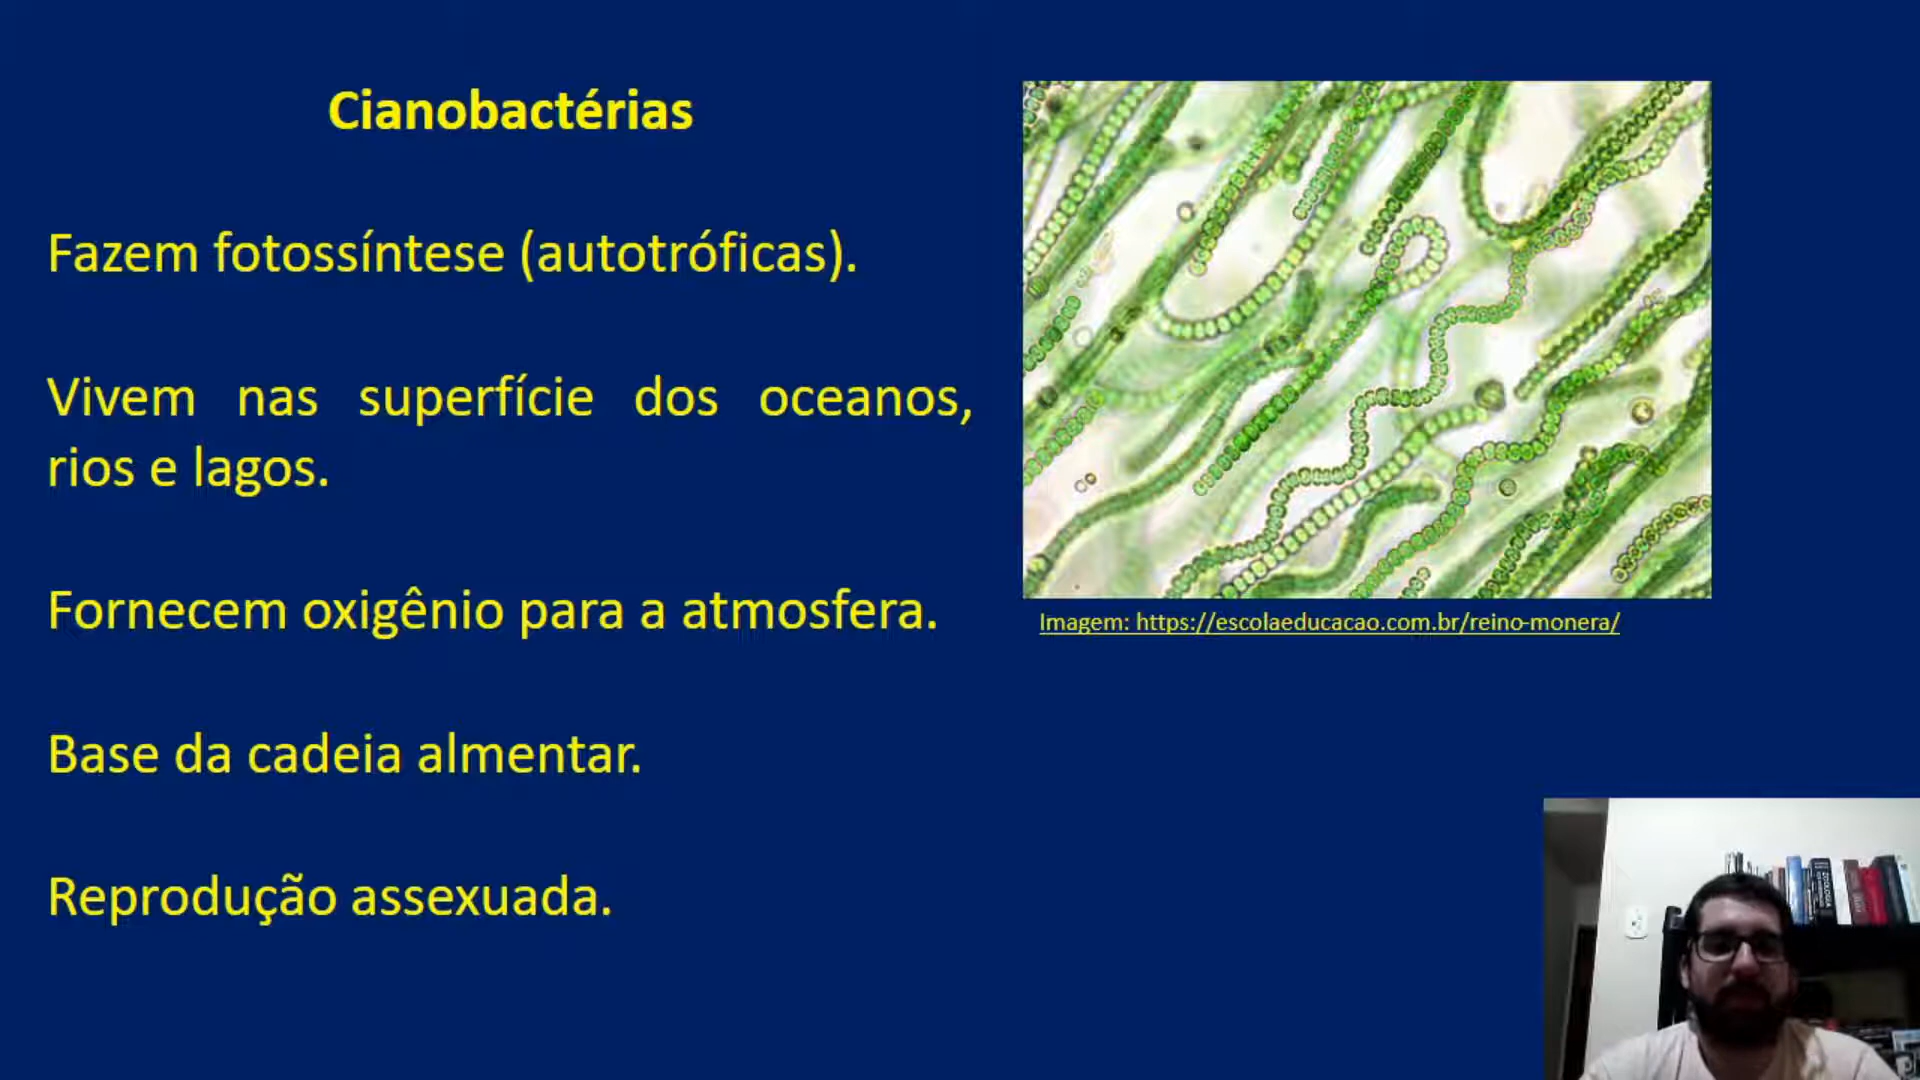 Cianobactérias
Fazem fotossíntese (autotróficas).
Vivem nas superfície dos oceanos,
rios e lagos.
Fornecem oxigênio para a atmosfera.
Base da cadeia almentar.
Reprodução assexuada.
Imagem: https://escolaeducacao.com.br/reino-monera/